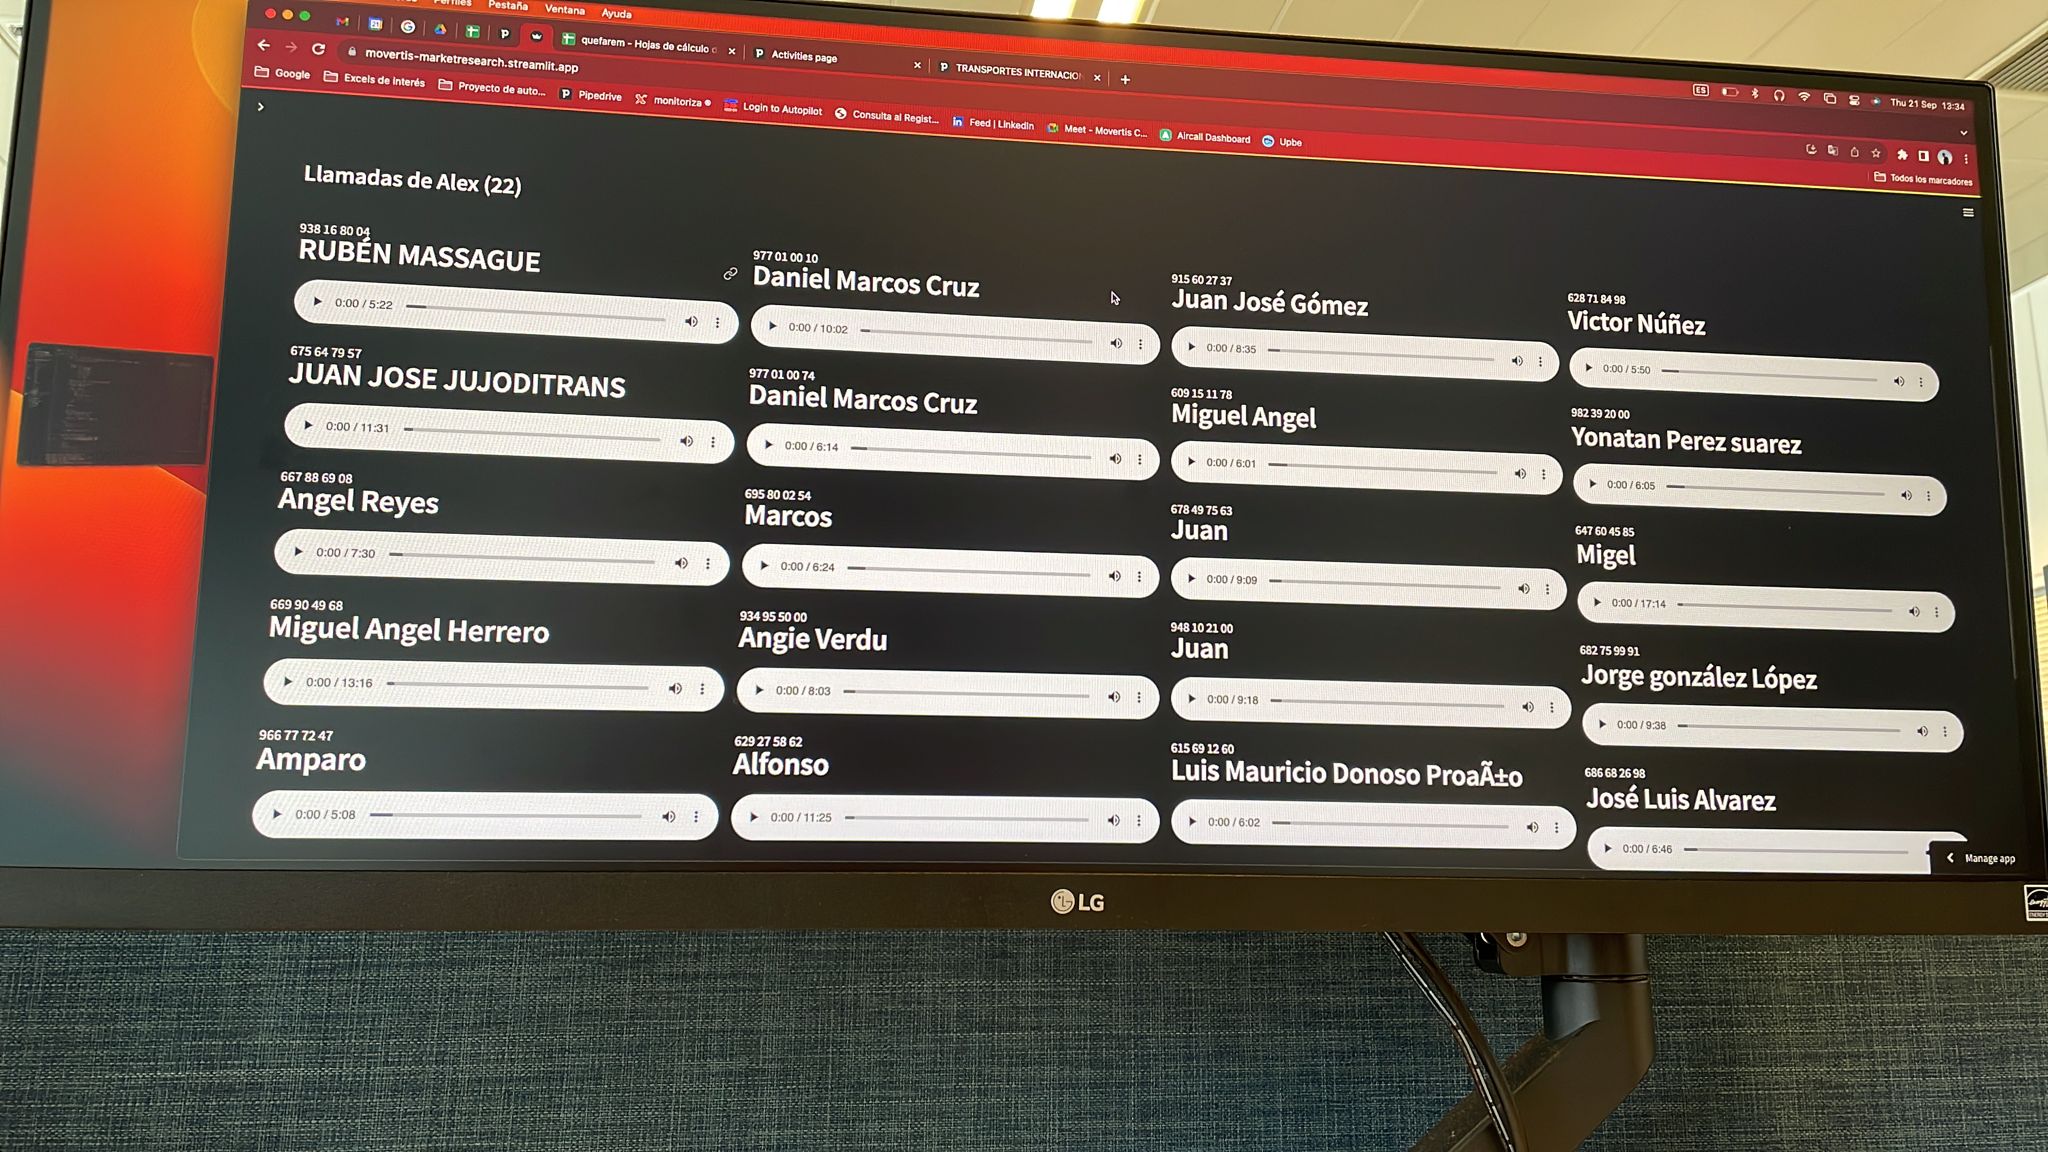 Perfiles Pestaña Ventana Ayuda
quefarem - Hojas de cálculo
Activities page
TRANSPORTES INTERNACIO
movertis-marketresearch.streamlit.app
ES
Thu 21 Sep 13:34
Google
Excels de interés
Proyecto de auto...
Pipedrive
monitoriza
Login to Autopilot
Consulta al Regist...
Feed | LinkedIn
Meet - Movertis C...
Aircall Dashboard
Upbe
Todos los marcadores
Llamadas de Alex (22)
938 16 80 04
RUBÉN MASSAGUE
0:00 / 5:22
675 64 79 57
JUAN JOSE JUJODITRANS
0:00 / 11:31
667 88 69 08
Angel Reyes
0:00 / 7:30
669 90 49 68
Miguel Angel Herrero
0:00 / 13:16
966 77 72 47
Amparo
0:00 / 5:08
977 01 00 10
Daniel Marcos Cruz
0:00 / 10:02
977 01 00 74
Daniel Marcos Cruz
0:00 / 6:14
695 80 02 54
Marcos
0:00 / 6:24
934 95 50 00
Angie Verdu
0:00 / 8:03
629 27 58 62
Alfonso
0:00 / 11:25
915 60 27 37
Juan José Gómez
0:00 / 8:35
609 15 11 78
Miguel Angel
0:00 / 6:01
678 49 75 63
Juan
0:00 / 9:09
948 10 21 00
Juan
0:00 / 9:18
615 69 12 60
Luis Mauricio Donoso ProaÃ±o
0:00 / 6:02
628 71 84 98
Victor Núñez
0:00 / 5:50
982 39 20 00
Yonatan Perez suarez
0:00 / 6:05
647 60 45 85
Migel
0:00 / 17:14
682 75 99 91
Jorge gonzález López
0:00 / 9:38
686 68 26 98
José Luis Alvarez
0:00 / 6:46
Manage app
LG